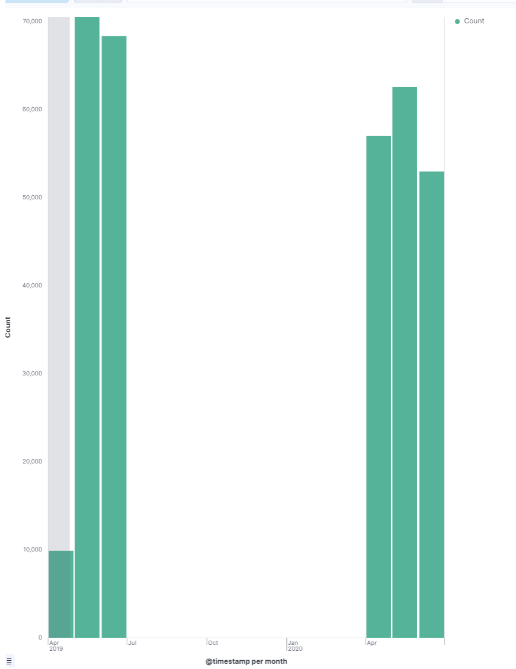 70,000
Count
60,000
50,000
40,000
30,000
20,000
10,000
0
Count
Apr
2019
Jul
Oct
Jan
2020
Apr
@timestamp per month